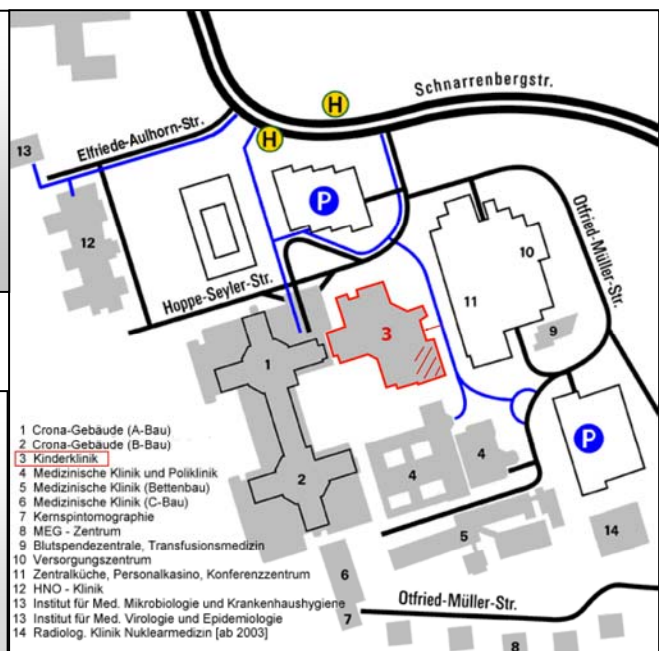 Schnarrenbergstr.
H
H
Elfriede-Aulhorn-Str.
13
P
12
Otfried-Müller-Str.
10
Hoppe-Seyler-Str.
11
3
9
1
P
4
4
2
5
14
6
7
Otfried-Müller-Str.
8
1 Crona-Gebäude (A-Bau)
2 Crona-Gebäude (B-Bau)
3 Kinderklinik
4 Medizinische Klinik und Poliklinik
5 Medizinische Klinik (Bettenbau)
6 Medizinische Klinik (C-Bau)
7 Kernspintomographie
8 MEG - Zentrum
9 Blutspendezentrale, Transfusionsmedizin
10 Versorgungszentrum
11 Zentralküche, Personalkasino, Konferenzzentrum
12 HNO - Klinik
13 Institut für Med. Mikrobiologie und Krankenhaushygiene
13 Institut für Med. Virologie und Epidemiologie
14 Radiolog. Klinik Nuklearmedizin [ab 2003]